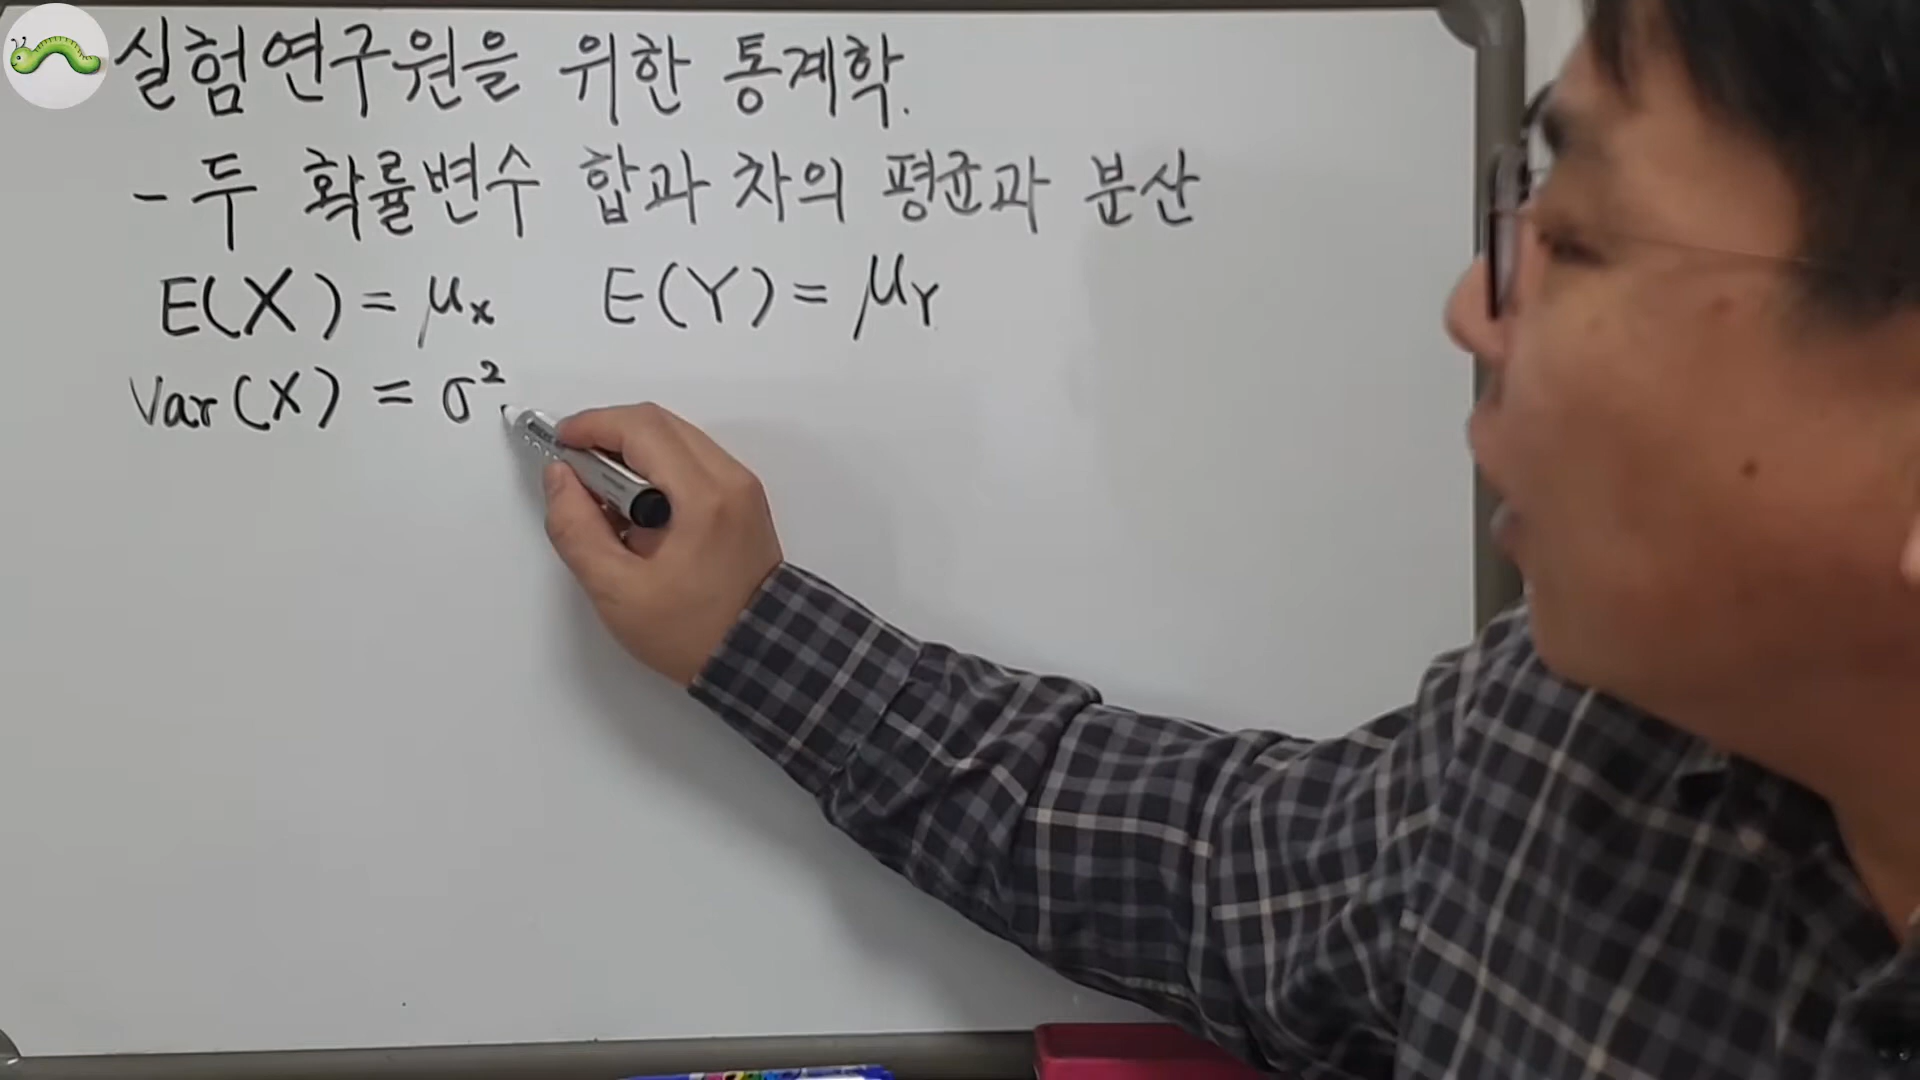 실험연구원을 위한 통계학.
- 두 확률변수 합과 차의 평균과 분산
E(X) = μx E(Y) = μY
Var(X) = σ²